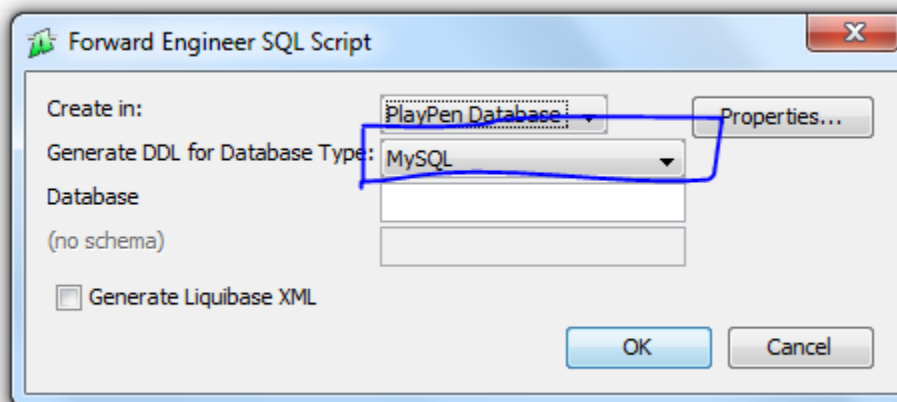 Forward Engineer SQL Script
Create in: PlayPen Database Properties...
Generate DDL for Database Type: MySQL
Database
(no schema)
Generate Liquibase XML
OK Cancel